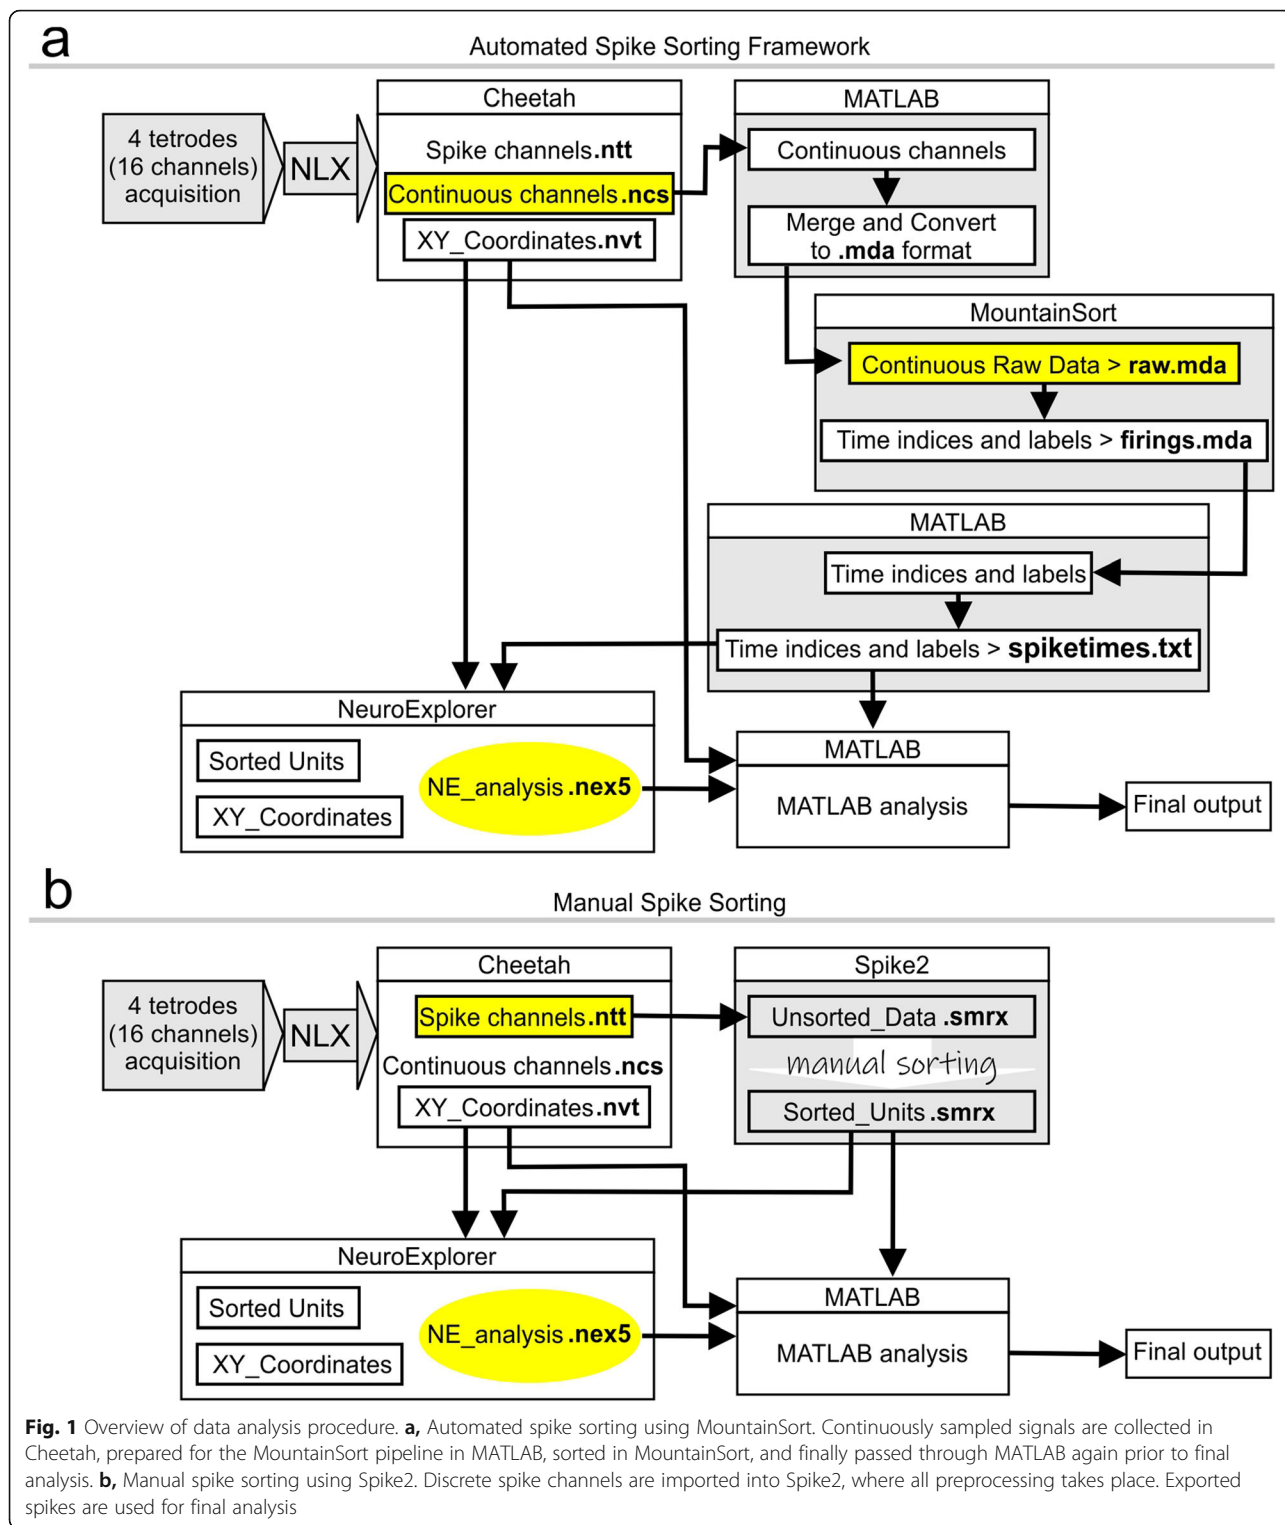 a
Automated Spike Sorting Framework
4 tetrodes
(16 channels)
acquisition
NLX
Cheetah
Spike channels.ntt
Continuous channels.ncs
XY_Coordinates.nvt
MATLAB
Continuous channels
Merge and Convert
to .mda format
MountainSort
Continuous Raw Data > raw.mda
Time indices and labels > firings.mda
MATLAB
Time indices and labels
Time indices and labels > spiketimes.txt
NeuroExplorer
Sorted Units
XY_Coordinates
NE_analysis.nex5
MATLAB
MATLAB analysis
Final output
b
Manual Spike Sorting
4 tetrodes
(16 channels)
acquisition
NLX
Cheetah
Spike channels.ntt
Continuous channels.ncs
XY_Coordinates.nvt
Spike2
Unsorted_Data.smrx
manual sorting
Sorted_Units.smrx
NeuroExplorer
Sorted Units
XY_Coordinates
NE_analysis.nex5
MATLAB
MATLAB analysis
Final output
Fig. 1 Overview of data analysis procedure. a, Automated spike sorting using MountainSort. Continuously sampled signals are collected in
Cheetah, prepared for the MountainSort pipeline in MATLAB, sorted in MountainSort, and finally passed through MATLAB again prior to final
analysis. b, Manual spike sorting using Spike2. Discrete spike channels are imported into Spike2, where all preprocessing takes place. Exported
spikes are used for final analysis